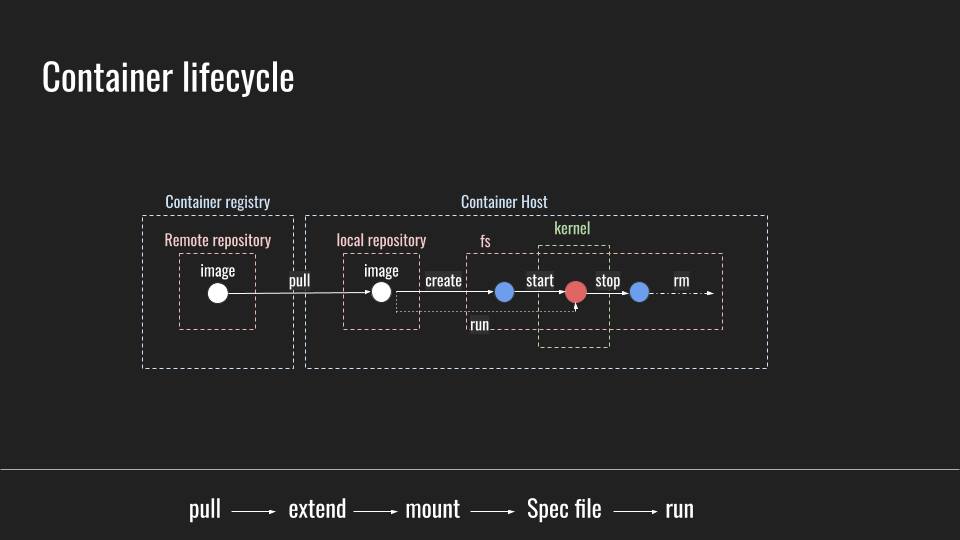 Container lifecycle
Container registry
Container Host
Remote repository
local repository
fs
kernel
image
pull
image
create
start
stop
rm
run
pull
extend
mount
Spec file
run